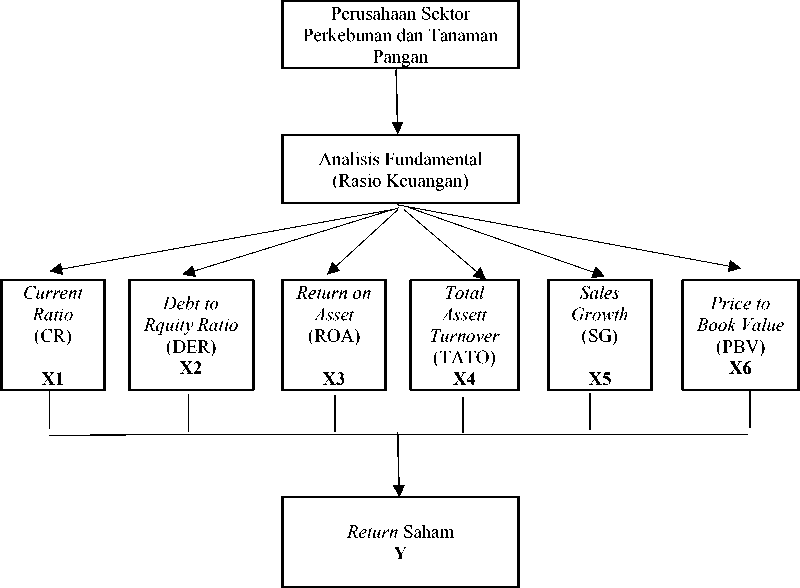 Perusahaan Sektor
Perkebunan dan Tanaman
Pangan
Analisis Fundamental
(Rasio Keuangan)
Current
Ratio
(CR)
X1
Debt to
Rquity Ratio
(DER)
X2
Return on
Asset
(ROA)
X3
Total
Assett
Turnover
(TATO)
X4
Sales
Growth
(SG)
X5
Price to
Book Value
(PBV)
X6
Return Saham
Y